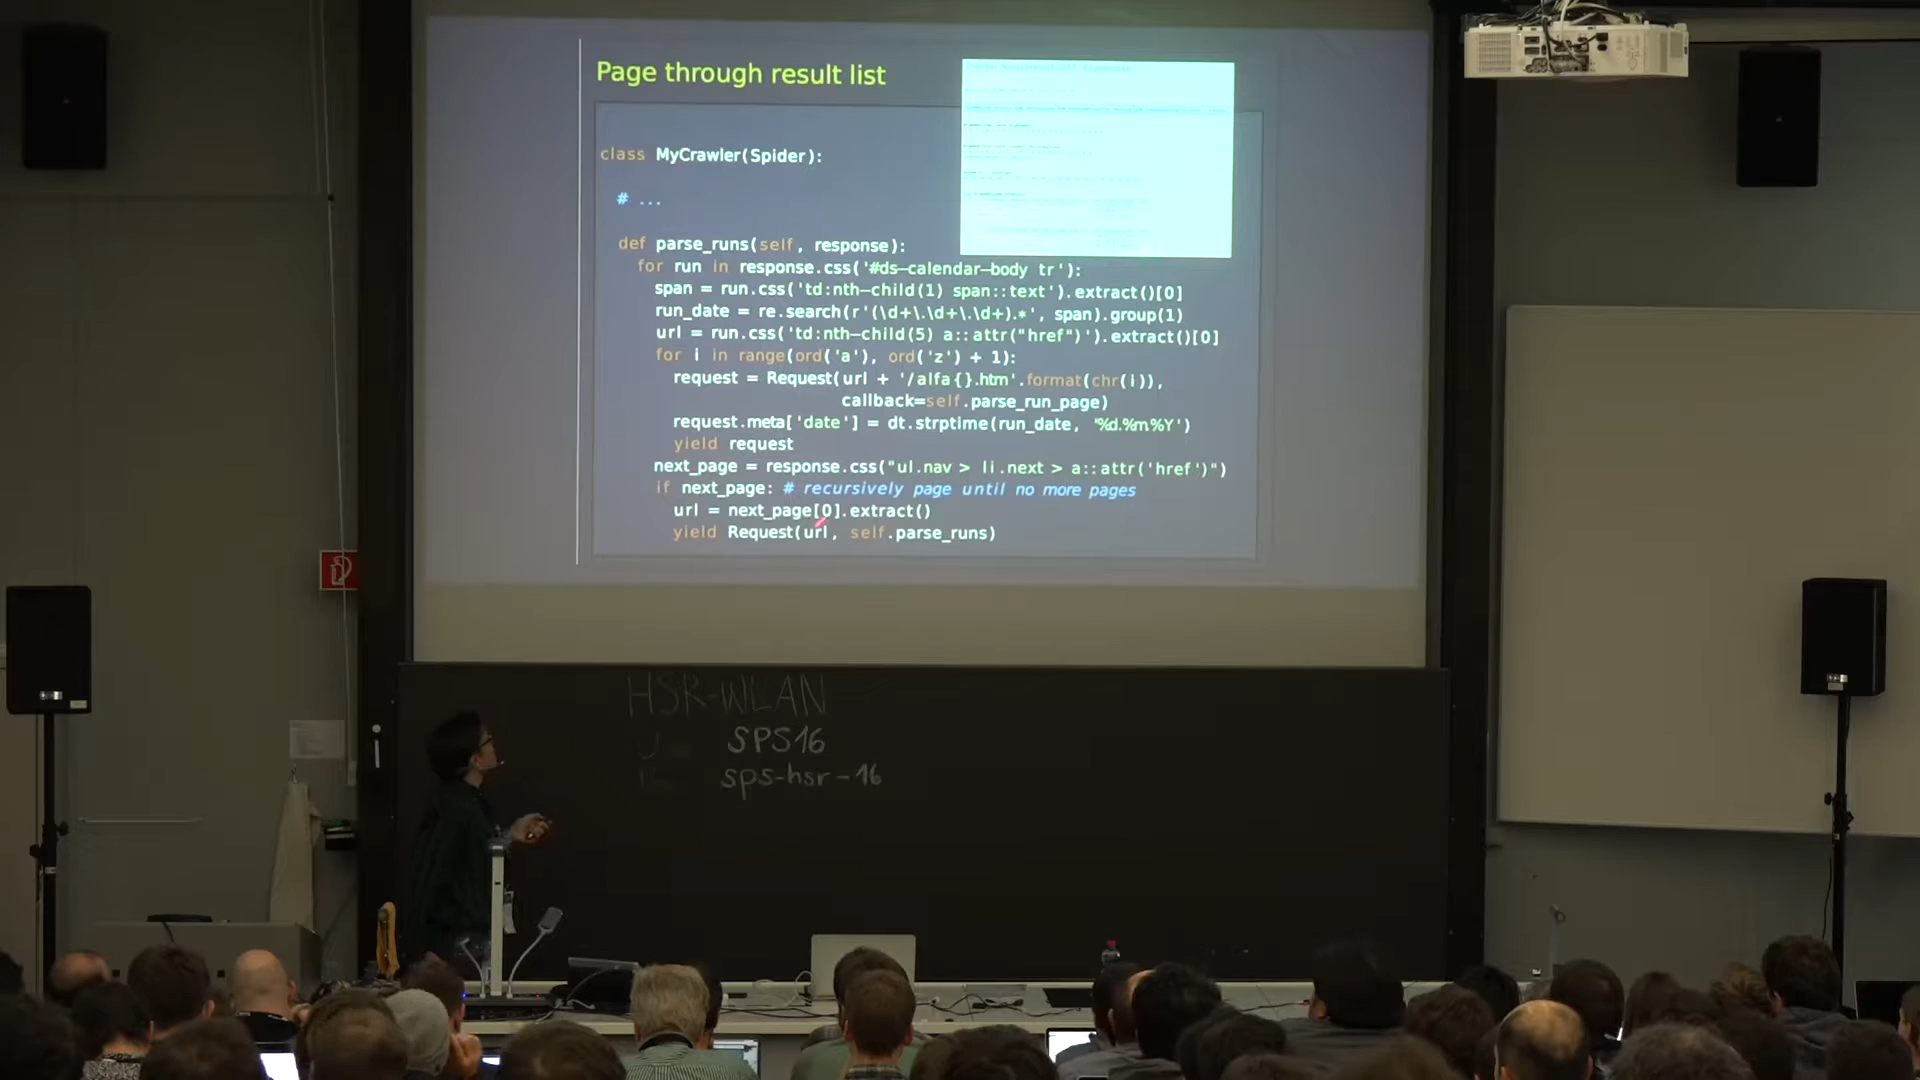 Page through result list
class MyCrawler(Spider):
# ...
def parse_runs(self, response):
for run in response.css('#ds-calendar-body tr'):
span = run.css('td:nth-child(1) span::text').extract()[0]
run_date = re.search(r'(\d+\.\d+\.\d+).*', span).group(1)
url = run.css('td:nth-child(5) a::attr("href")').extract()[0]
for i in range(ord('a'), ord('z') + 1):
request = Request(url + '/alfa{}.htm'.format(chr(i)),
callback=self.parse_run_page)
request.meta['date'] = dt.strptime(run_date, '%d.%m%Y')
yield request
next_page = response.css("ul.nav > li.next > a::attr('href')")
if next_page: # recursively page until no more pages
url = next_page[0].extract()
yield Request(url, self.parse_runs)
HSR-WLAN
SPS16
sps-hsr-16